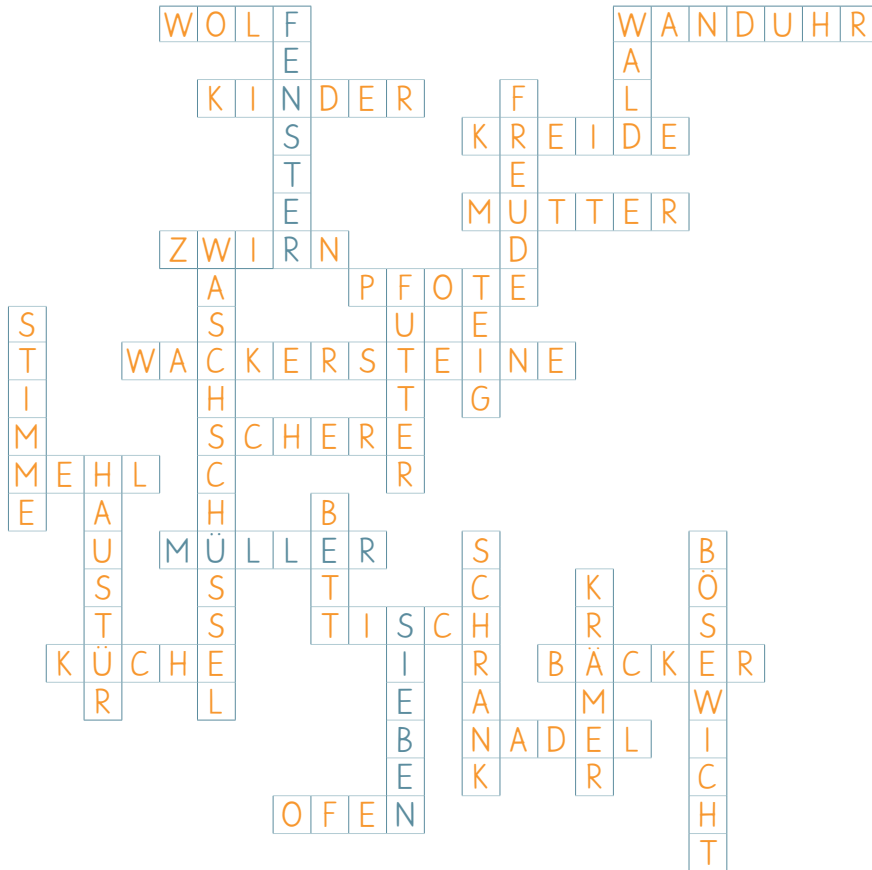 WOLF
FENSTER
WANDUHR
WALD
KINDER
FREUDE
KREIDE
MUTTER
ZWIRN
WASCHSCHÜSSEL
PFOTE
FUTTER
TEIG
STIMME
WACKERSTEINE
SCHERE
MEHL
HAUSTÜR
BETT
MÜLLER
SCHRANK
BÖSEWICHT
KRÄMER
TISCH
SIEBEN
KÜCHE
BÄCKER
NADEL
OFEN